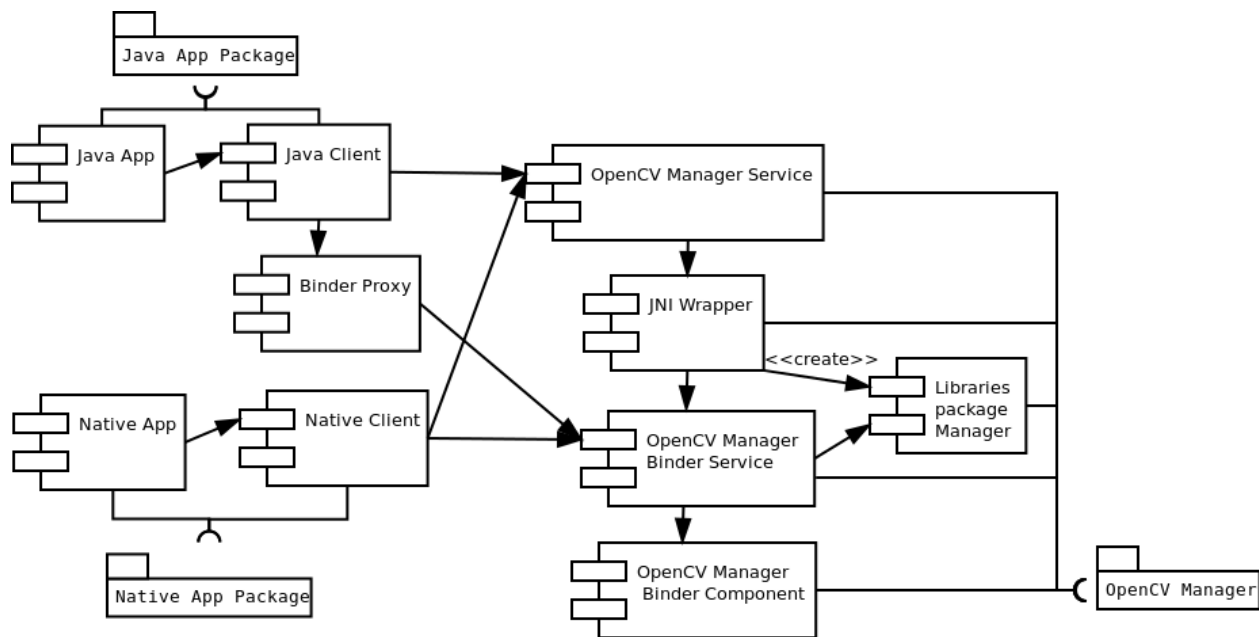 Java App Package
Java App
Java Client
OpenCV Manager Service
Binder Proxy
JNI Wrapper
<<create>>
Libraries
package
Manager
Native App
Native Client
OpenCV Manager
Binder Service
OpenCV Manager
Binder Component
Native App Package
OpenCV Manager